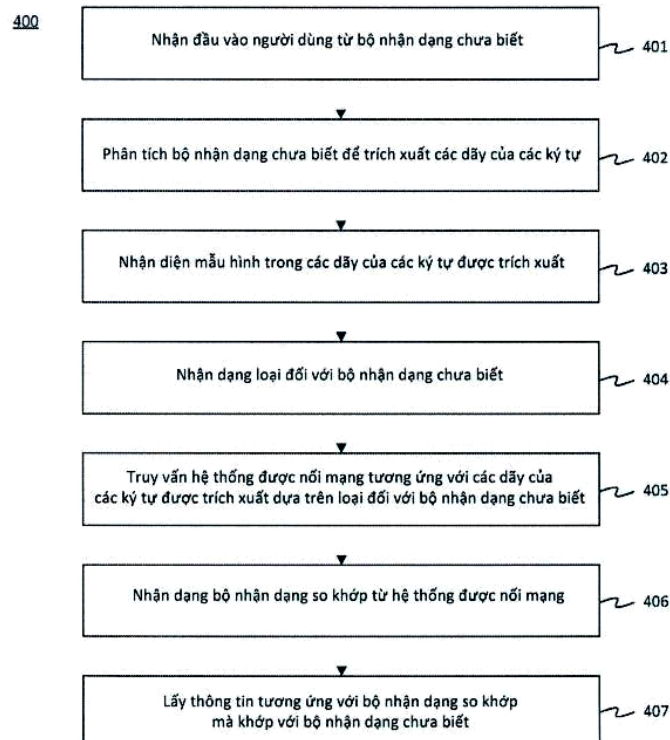 400
Nhận đầu vào người dùng từ bộ nhận dạng chưa biết
401
Phân tích bộ nhận dạng chưa biết để trích xuất các dãy của các ký tự
402
Nhận diện mẫu hình trong các dãy của các ký tự được trích xuất
403
Nhận dạng loại đối với bộ nhận dạng chưa biết
404
Truy vấn hệ thống được nối mạng tương ứng với các dãy của
các ký tự được trích xuất dựa trên loại đối với bộ nhận dạng chưa biết
405
Nhận dạng bộ nhận dạng so khớp từ hệ thống được nối mạng
406
Lấy thông tin tương ứng với bộ nhận dạng so khớp
mà khớp với bộ nhận dạng chưa biết
407